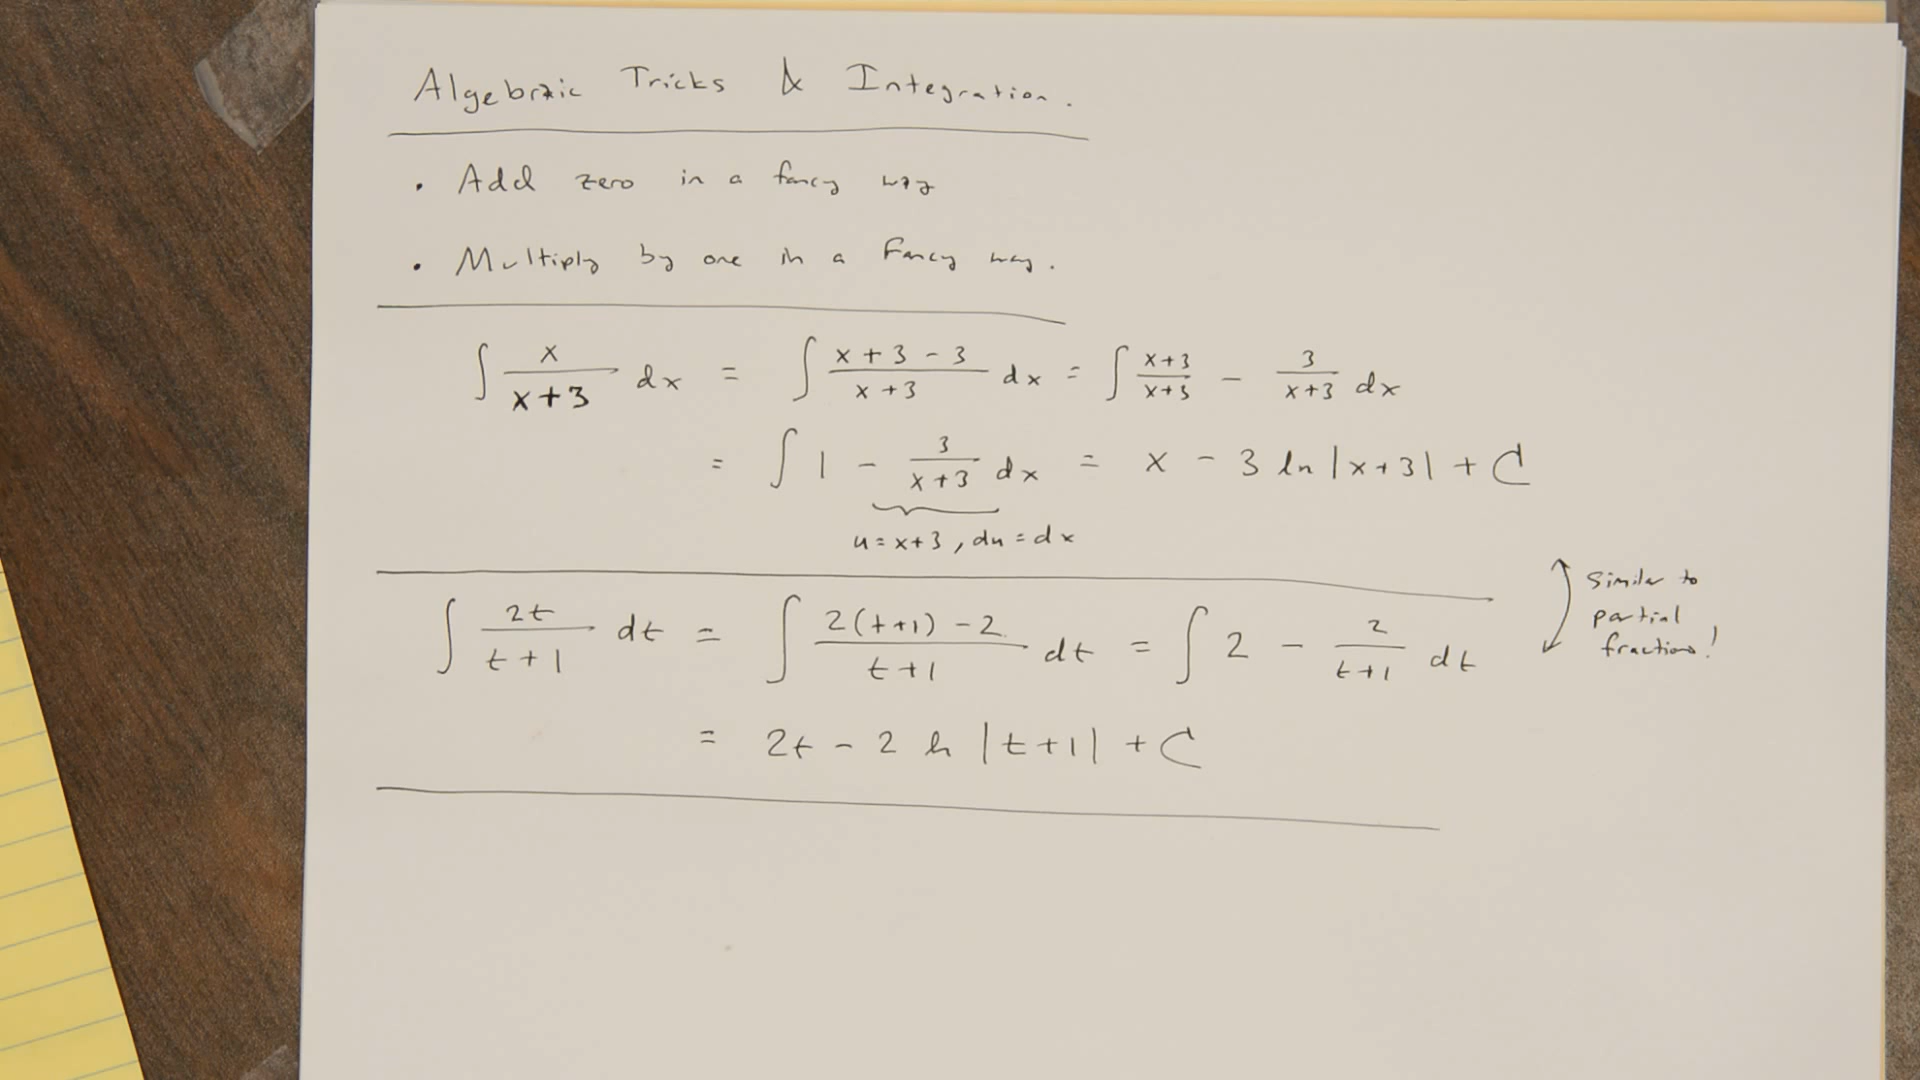 Algebraic Tricks & Integration.
• Add zero in a fancy way
• Multiply by one in a fancy way.
∫ x/(x+3) dx = ∫ (x+3-3)/(x+3) dx = ∫ (x+3)/(x+3) - 3/(x+3) dx
= ∫ 1 - 3/(x+3) dx = x - 3 ln |x+3| + C
u = x+3, du = dx
∫ 2t/(t+1) dt = ∫ (2(t+1) - 2)/(t+1) dt = ∫ 2 - 2/(t+1) dt
Similar to
partial
fractions!
= 2t - 2 ln |t+1| + C